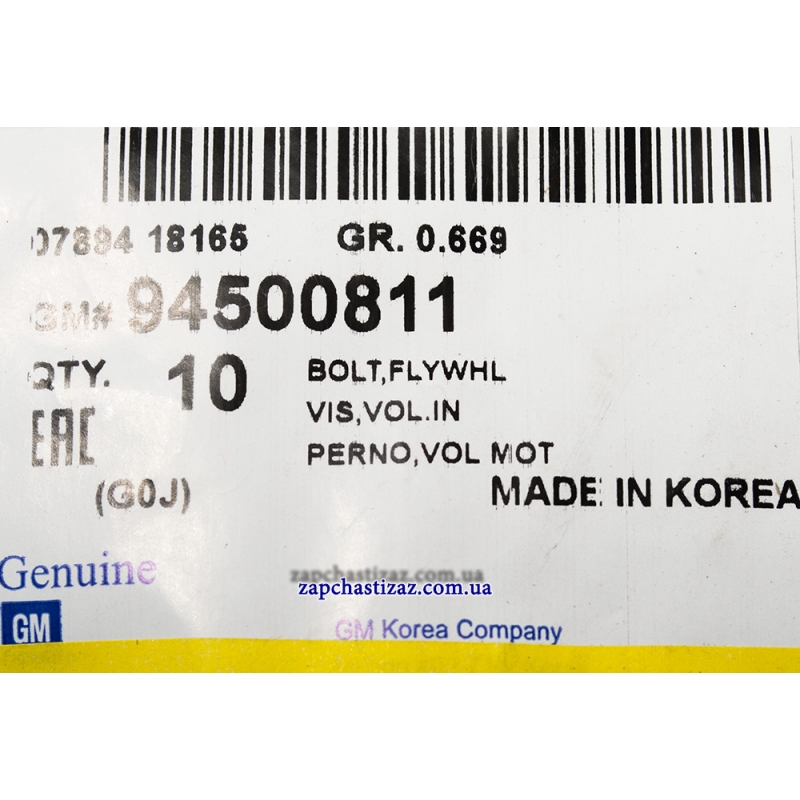 07894 18165 GR. 0.669
GM# 94500811
QTY. 10
BOLT,FLYWHL
VIS,VOL.IN
PERNO,VOL MOT
EAC
(G0J)
MADE IN KOREA
Genuine
GM
zapchastizaz.com.ua
zapchastizaz.com.ua
GM Korea Company